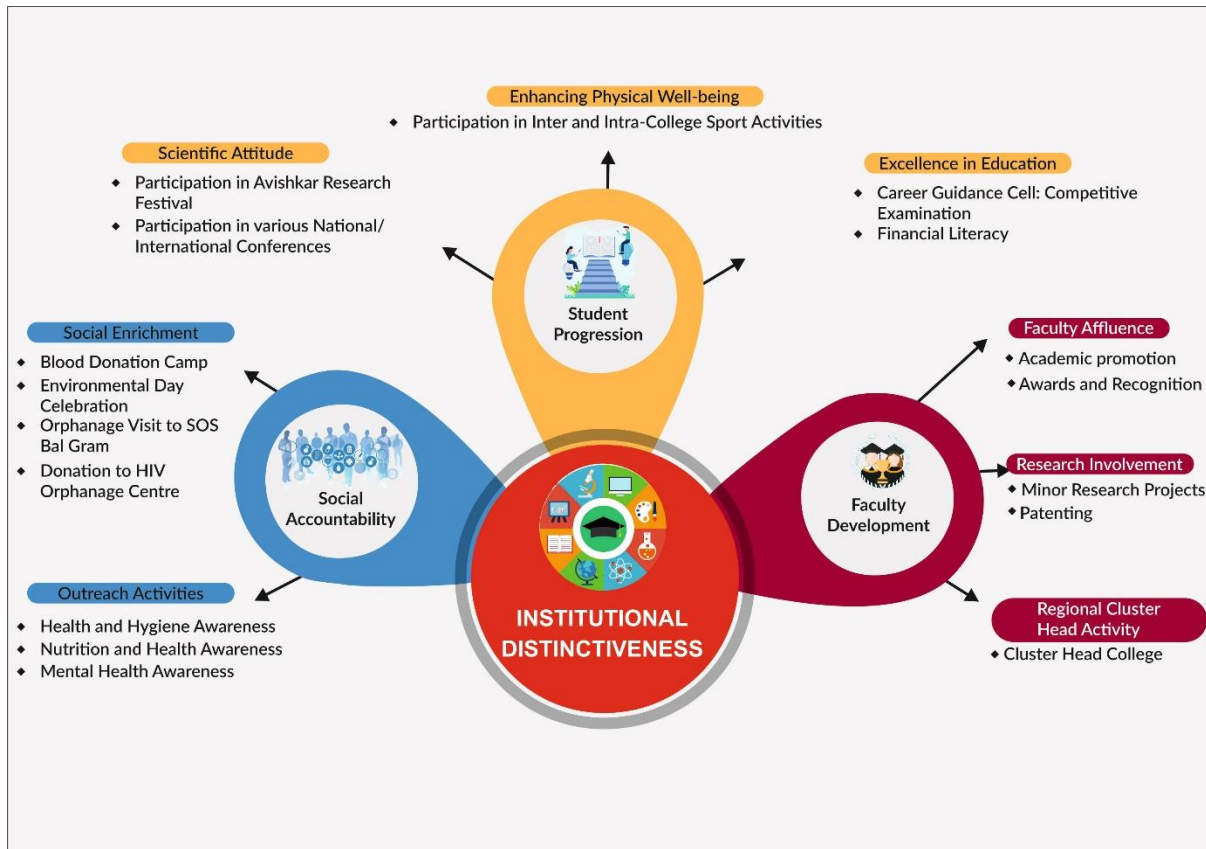 Enhancing Physical Well-being
◆ Participation in Inter and Intra-College Sport Activities
Scientific Attitude
◆ Participation in Avishkar Research
Festival
◆ Participation in various National/
International Conferences
Excellence in Education
◆ Career Guidance Cell: Competitive
Examination
◆ Financial Literacy
Student
Progression
Social Enrichment
◆ Blood Donation Camp
◆ Environmental Day
Celebration
◆ Orphanage Visit to SOS
Bal Gram
◆ Donation to HIV
Orphanage Centre
Social
Accountability
Outreach Activities
◆ Health and Hygiene Awareness
◆ Nutrition and Health Awareness
◆ Mental Health Awareness
Faculty Affluence
◆ Academic promotion
◆ Awards and Recognition
Faculty
Development
Research Involvement
◆ Minor Research Projects
◆ Patenting
Regional Cluster
Head Activity
◆ Cluster Head College
INSTITUTIONAL
DISTINCTIVENESS